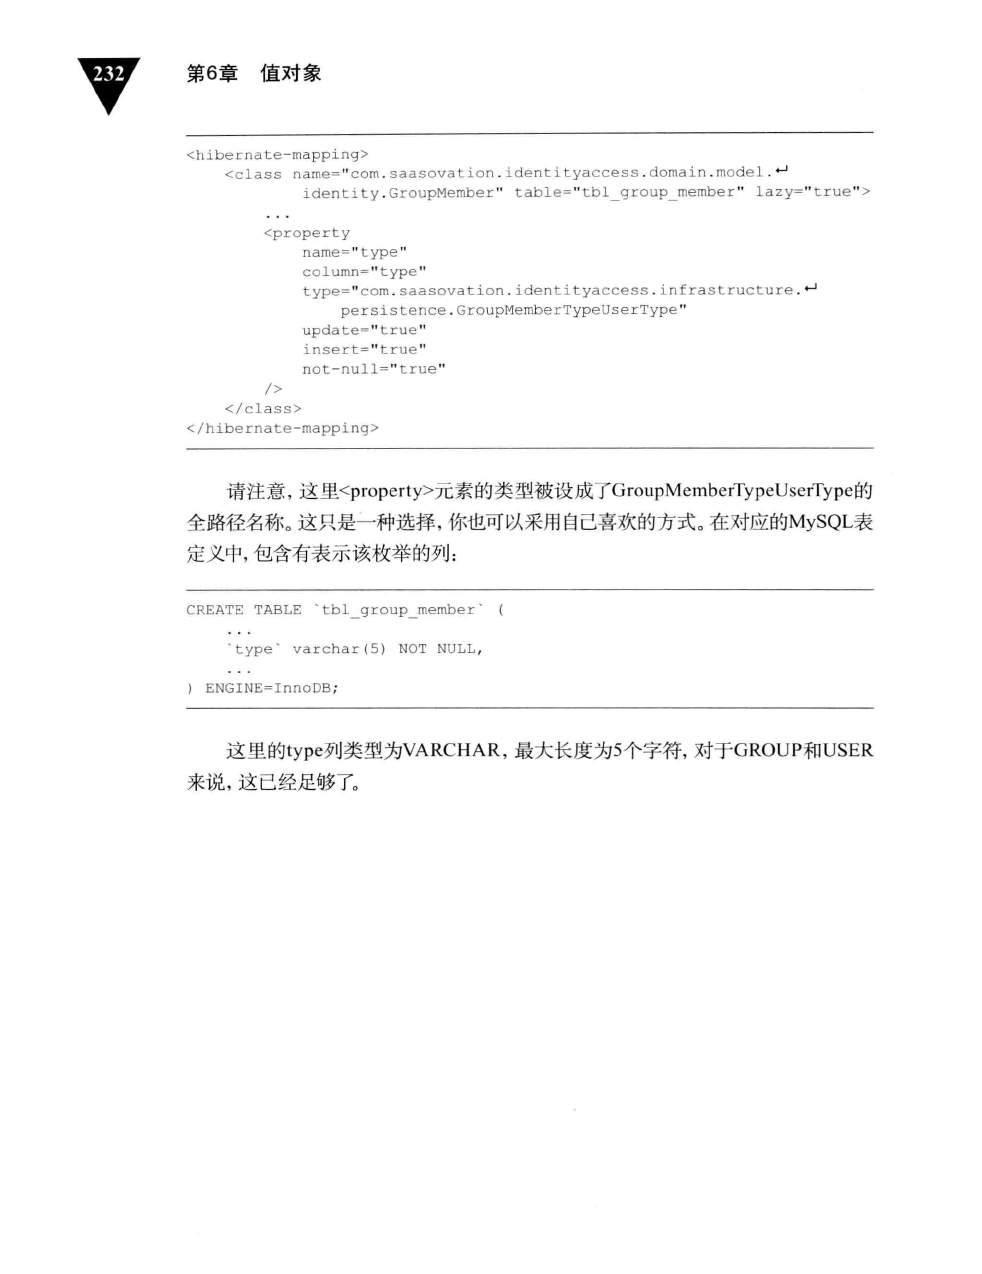 232
第6章 值对象
<hibernate-mapping>
    <class name="com.saasovation.identityaccess.domain.model.↵
            identity.GroupMember" table="tbl_group_member" lazy="true">
        ...
        <property
            name="type"
            column="type"
            type="com.saasovation.identityaccess.infrastructure.↵
                persistence.GroupMemberTypeUserType"
            update="true"
            insert="true"
            not-null="true"
        />
    </class>
</hibernate-mapping>
请注意，这里<property>元素的类型被设成了GroupMemberTypeUserType的
全路径名称。这只是一种选择，你也可以采用自己喜欢的方式。在对应的MySQL表
定义中，包含有表示该枚举的列：
CREATE TABLE `tbl_group_member` (
    ...
    `type` varchar(5) NOT NULL,
    ...
) ENGINE=InnoDB;
这里的type列类型为VARCHAR，最大长度为5个字符，对于GROUP和USER
来说，这已经足够了。